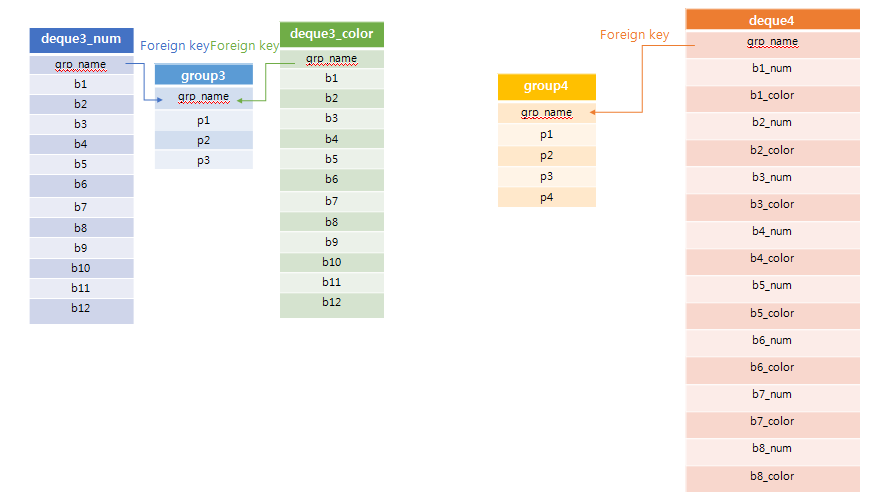 deque3_num
grp_name
b1
b2
b3
b4
b5
b6
b7
b8
b9
b10
b11
b12
Foreign key
Foreign key
group3
grp_name
p1
p2
p3
deque3_color
grp_name
b1
b2
b3
b4
b5
b6
b7
b8
b9
b10
b11
b12
group4
grp_name
p1
p2
p3
p4
Foreign key
deque4
grp_name
b1_num
b1_color
b2_num
b2_color
b3_num
b3_color
b4_num
b4_color
b5_num
b5_color
b6_num
b6_color
b7_num
b7_color
b8_num
b8_color